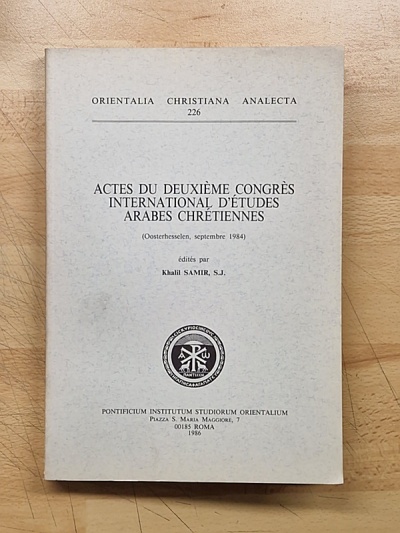 ORIENTALIA CHRISTIANA ANALECTA
226
ACTES DU DEUXIÈME CONGRÈS
INTERNATIONAL D'ÉTUDES
ARABES CHRÉTIENNES
(Oosterhesselen, septembre 1984)
édités par
Khalil SAMIR, S.J.
PONTIFICIUM INSTITUTUM STUDIORUM ORIENTALIUM
PIAZZA S. MARIA MAGGIORE, 7
00185 ROMA
1986